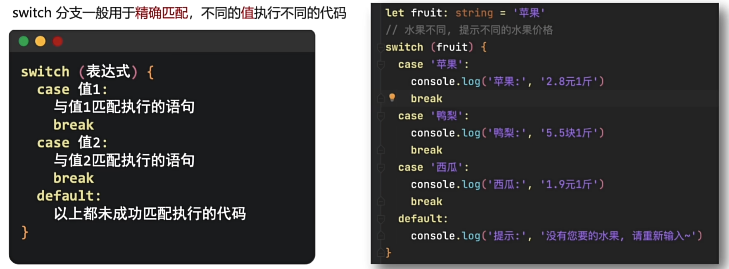 switch 分支一般用于精确匹配，不同的值执行不同的代码
switch (表达式) {
case 值1:
与值1匹配执行的语句
break
case 值2:
与值2匹配执行的语句
break
default:
以上都未成功匹配执行的代码
}
let fruit: string = '苹果'
// 水果不同, 提示不同的水果价格
switch (fruit) {
case '苹果':
console.log('苹果:', '2.8元1斤')
break
case '鸭梨':
console.log('鸭梨:', '5.5块1斤')
break
case '西瓜':
console.log('西瓜:', '1.9元1斤')
break
default:
console.log('提示:', '没有您要的水果, 请重新输入~')
}